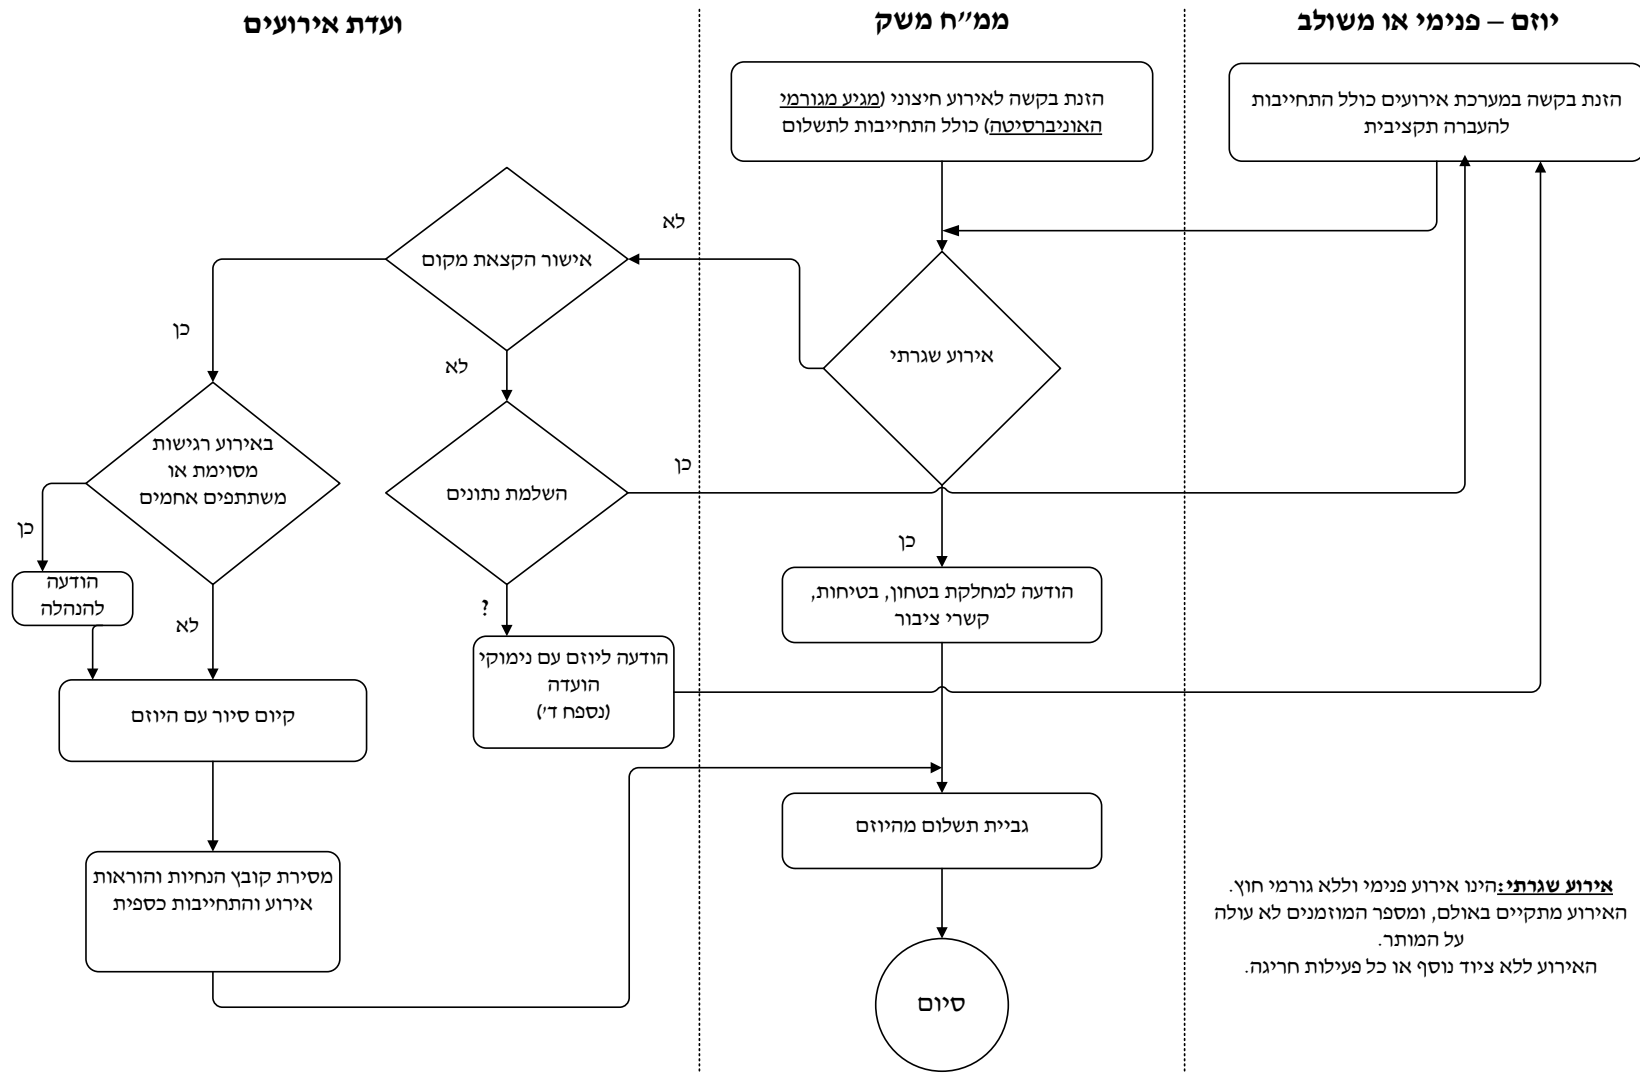 יוזם – פנימי או משולב
ממ״ח משק
ועדת אירועים
הזנת בקשה במערכת אירועים כולל התחייבות
להעברה תקציבית
הזנת בקשה לאירוע חיצוני (מגיע מגורמי
האוניברסיטה) כולל התחייבות לתשלום
לא
אישור הקצאת מקום
אירוע שגרתי
כן
לא
באירוע רגישות
מסוימת או
משתתפים אחמים
השלמת נתונים
כן
כן
כן
הודעה
להנהלה
הודעה למחלקת בטחון, בטיחות,
קשרי ציבור
?
לא
הודעה ליוזם עם נימוקי
הועדה
(נספח ד׳)
קיום סיור עם היוזם
גביית תשלום מהיוזם
מסירת קובץ הנחיות והוראות
אירוע והתחייבות כספית
אירוע שגרתי:הינו אירוע פנימי וללא גורמי חוץ.
האירוע מתקיים באולם, ומספר המוזמנים לא עולה
על המותר.
האירוע ללא ציוד נוסף או כל פעילות חריגה.
סיום